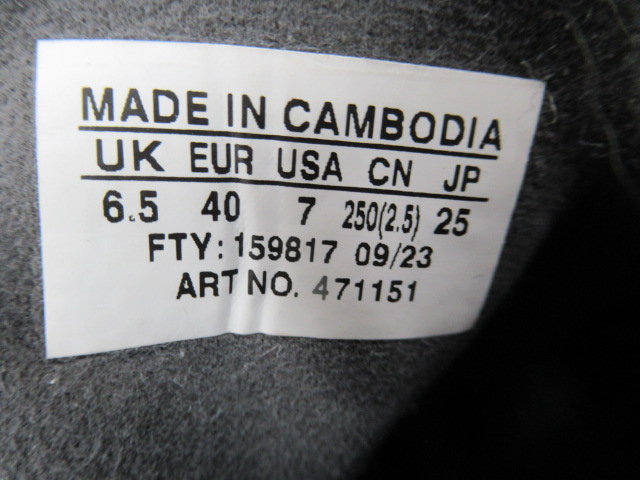 MADE IN CAMBODIA
UK EUR USA CN JP
6.5 40 7 250(2.5) 25
FTY: 159817 09/23
ART NO. 471151